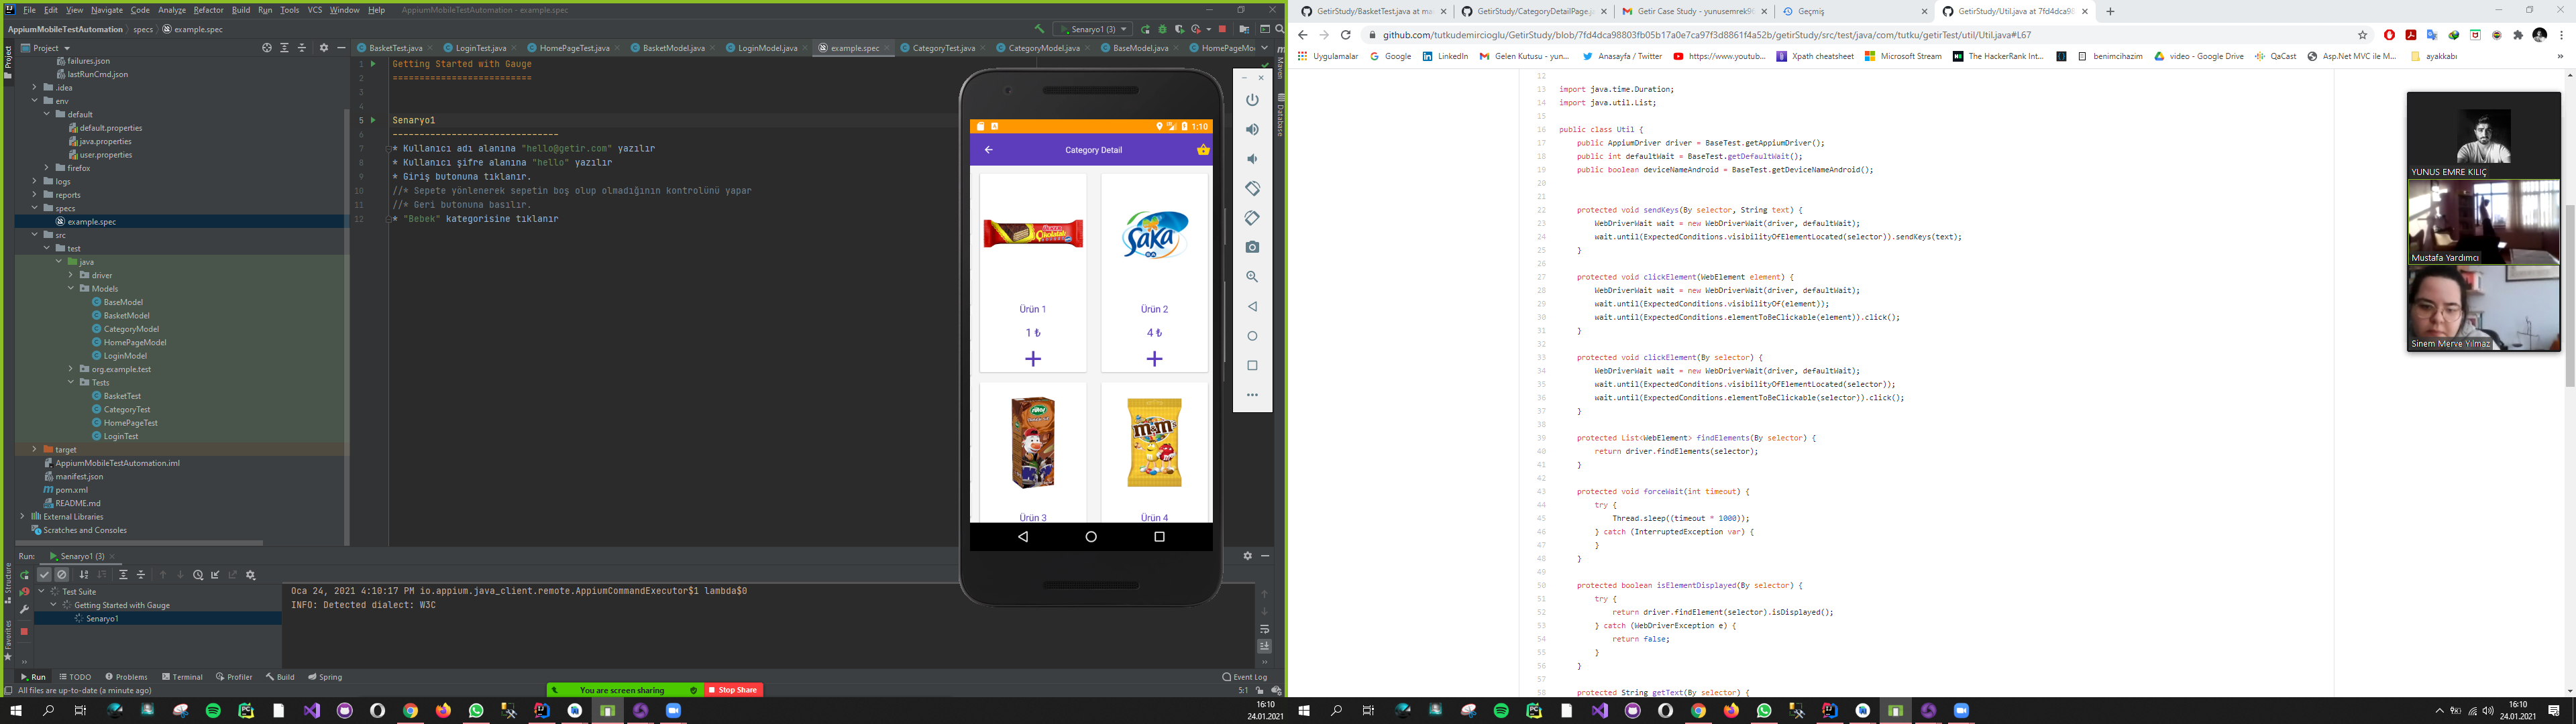 File Edit View Navigate Code Analyze Refactor Build Run Tools VCS Window Help AppiumMobileTestAutomation - example.spec
AppiumMobileTestAutomation specs example.spec
Senaryo1 (3)
Project
BasketTest.java LoginTest.java HomePageTest.java BasketModel.java LoginModel.java example.spec CategoryTest.java CategoryModel.java BaseModel.java HomePageMo
failures.json
lastRunCmd.json
.idea
env
default
default.properties
java.properties
user.properties
firefox
logs
reports
specs
example.spec
src
test
java
driver
Models
BaseModel
BasketModel
CategoryModel
HomePageModel
LoginModel
org.example.test
Tests
BasketTest
CategoryTest
HomePageTest
LoginTest
target
AppiumMobileTestAutomation.iml
manifest.json
pom.xml
README.md
External Libraries
Scratches and Consoles
Project
Structure
Favorites
Maven
Database
1 Getting Started with Gauge
2 ==========================
3
4
5 Senaryo1
6 -------------------------------
7 * Kullanıcı adı alanına "hello@getir.com" yazılır
8 * Kullanıcı şifre alanına "hello" yazılır
9 * Giriş butonuna tıklanır.
10 //* Sepete yönlenerek sepetin boş olup olmadığının kontrolünü yapar
11 //* Geri butonuna basılır.
12 * "Bebek" kategorisine tıklanır
1:10
Category Detail
ÜLKER
Çikolatalı
Saka
Ürün 1
1 ₺
Ürün 2
4 ₺
m&m's
Ürün 3
Ürün 4
Run: Senaryo1 (3)
Test Suite
Getting Started with Gauge
Senaryo1
Oca 24, 2021 4:10:17 PM io.appium.java_client.remote.AppiumCommandExecutor$1 lambda$0
INFO: Detected dialect: W3C
Run TODO Problems Terminal Profiler Build Spring Event Log
All files are up-to-date (a minute ago)
5:1
You are screen sharing Stop Share
16:10
24.01.2021
GetirStudy/BasketTest.java at ma GetirStudy/CategoryDetailPage.j Getir Case Study - yunusemrek9 Geçmiş GetirStudy/Util.java at 7fd4dca98
github.com/tutkudemircioglu/GetirStudy/blob/7fd4dca98803fb05b17a0e7ca97f3d8861f4a52b/getirStudy/src/test/java/com/tutku/getirTest/util/Util.java#L67
Uygulamalar Google LinkedIn Gelen Kutusu - yun... Anasayfa / Twitter https://www.youtub... Xpath cheatsheet Microsoft Stream The HackerRank Int... benimcihazim video - Google Drive QaCast Asp.Net MVC ile M... ayakkabı
12
13 import java.time.Duration;
14 import java.util.List;
15
16 public class Util {
17 public AppiumDriver driver = BaseTest.getAppiumDriver();
18 public int defaultWait = BaseTest.getDefaultWait();
19 public boolean deviceNameAndroid = BaseTest.getDeviceNameAndroid();
20
21
22 protected void sendKeys(By selector, String text) {
23 WebDriverWait wait = new WebDriverWait(driver, defaultWait);
24 wait.until(ExpectedConditions.visibilityOfElementLocated(selector)).sendKeys(text);
25 }
26
27 protected void clickElement(WebElement element) {
28 WebDriverWait wait = new WebDriverWait(driver, defaultWait);
29 wait.until(ExpectedConditions.visibilityOf(element));
30 wait.until(ExpectedConditions.elementToBeClickable(element)).click();
31 }
32
33 protected void clickElement(By selector) {
34 WebDriverWait wait = new WebDriverWait(driver, defaultWait);
35 wait.until(ExpectedConditions.visibilityOfElementLocated(selector));
36 wait.until(ExpectedConditions.elementToBeClickable(selector)).click();
37 }
38
39 protected List<WebElement> findElements(By selector) {
40 return driver.findElements(selector);
41 }
42
43 protected void forceWait(int timeout) {
44 try {
45 Thread.sleep((timeout * 1000));
46 } catch (InterruptedException var) {
47 }
48 }
49
50 protected boolean isElementDisplayed(By selector) {
51 try {
52 return driver.findElement(selector).isDisplayed();
53 } catch (WebDriverException e) {
54 return false;
55 }
56 }
57
58 protected String getText(By selector) {
YUNUS EMRE KILIÇ
Mustafa Yardımcı
Sinem Merve Yılmaz
16:10
24.01.2021